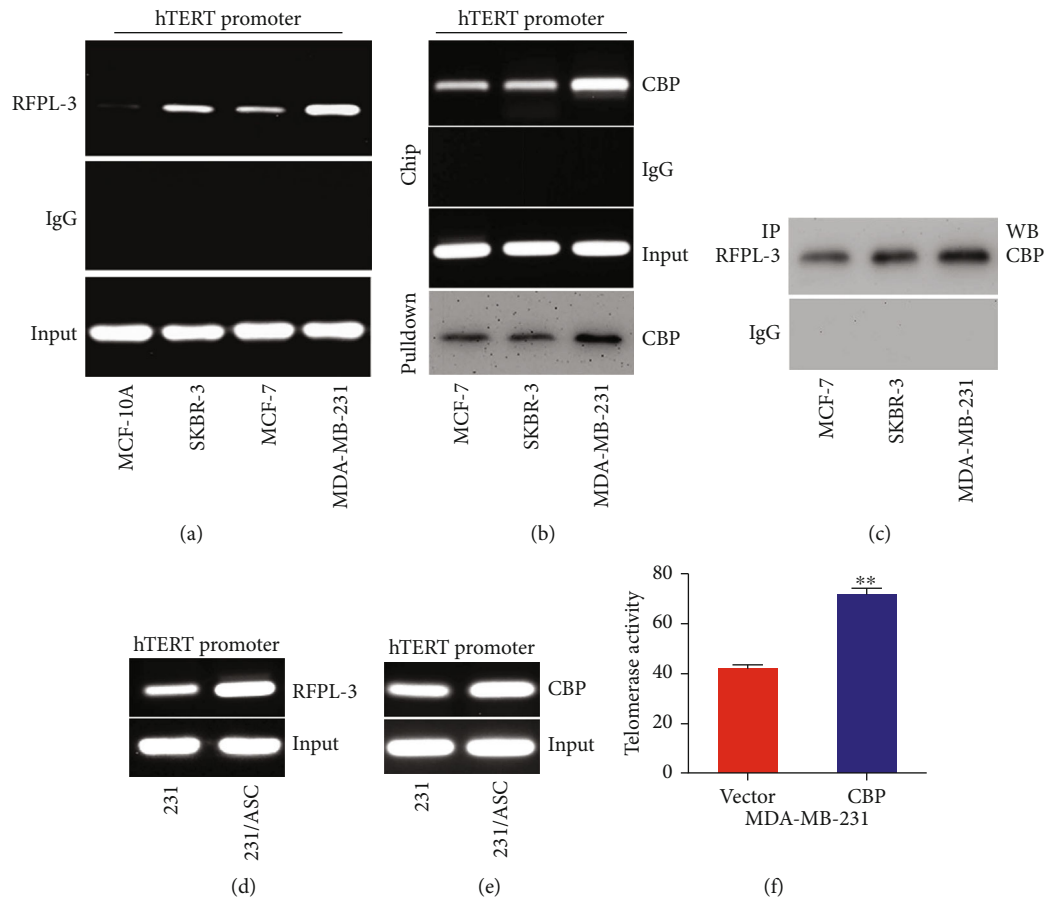 hTERT promoter
RFPL-3
IgG
Input
MCF-10A
SKBR-3
MCF-7
MDA-MB-231
(a)
hTERT promoter
Chip
CBP
IgG
Input
Pulldown
CBP
MCF-7
SKBR-3
MDA-MB-231
(b)
IP
WB
RFPL-3
CBP
IgG
MCF-7
SKBR-3
MDA-MB-231
(c)
hTERT promoter
RFPL-3
Input
231
231/ASC
(d)
hTERT promoter
CBP
Input
231
231/ASC
(e)
Telomerase activity
80
60
40
20
0
**
Vector
CBP
MDA-MB-231
(f)